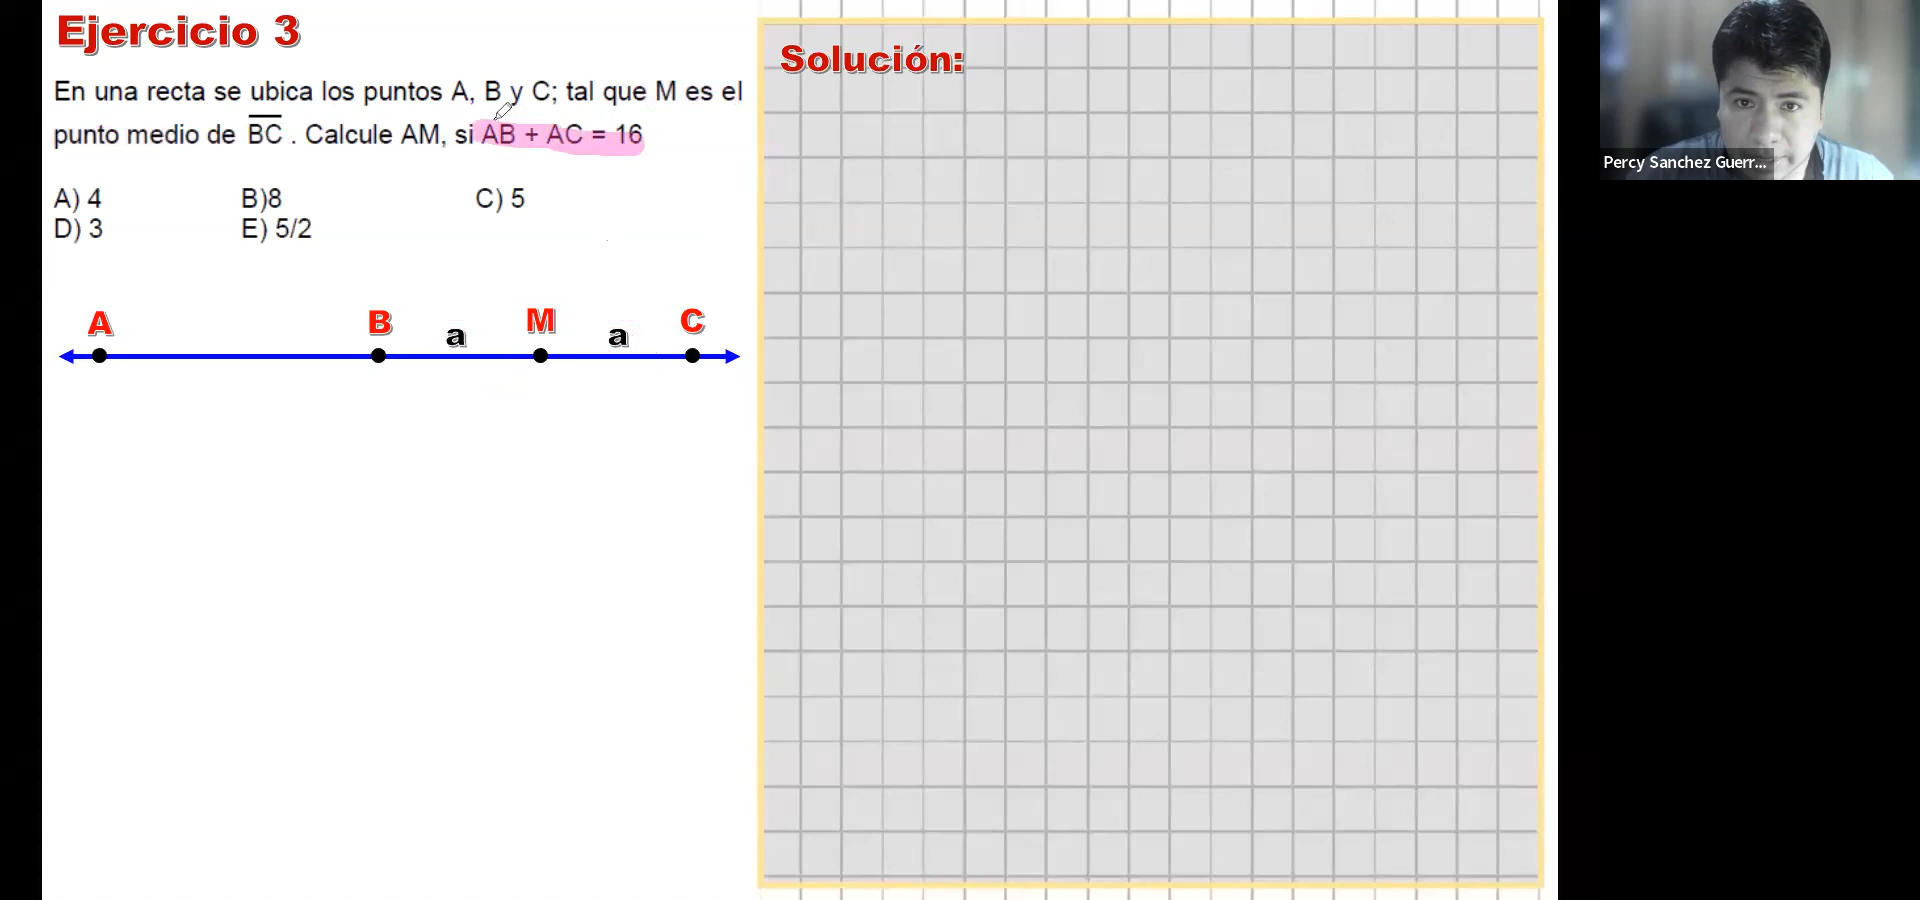 Ejercicio 3
En una recta se ubica los puntos A, B y C; tal que M es el
punto medio de B̅C̅ . Calcule AM, si AB + AC = 16
A) 4 B)8 C) 5
D) 3 E) 5/2
A B a M a C
Solución:
Percy Sanchez Guerr...